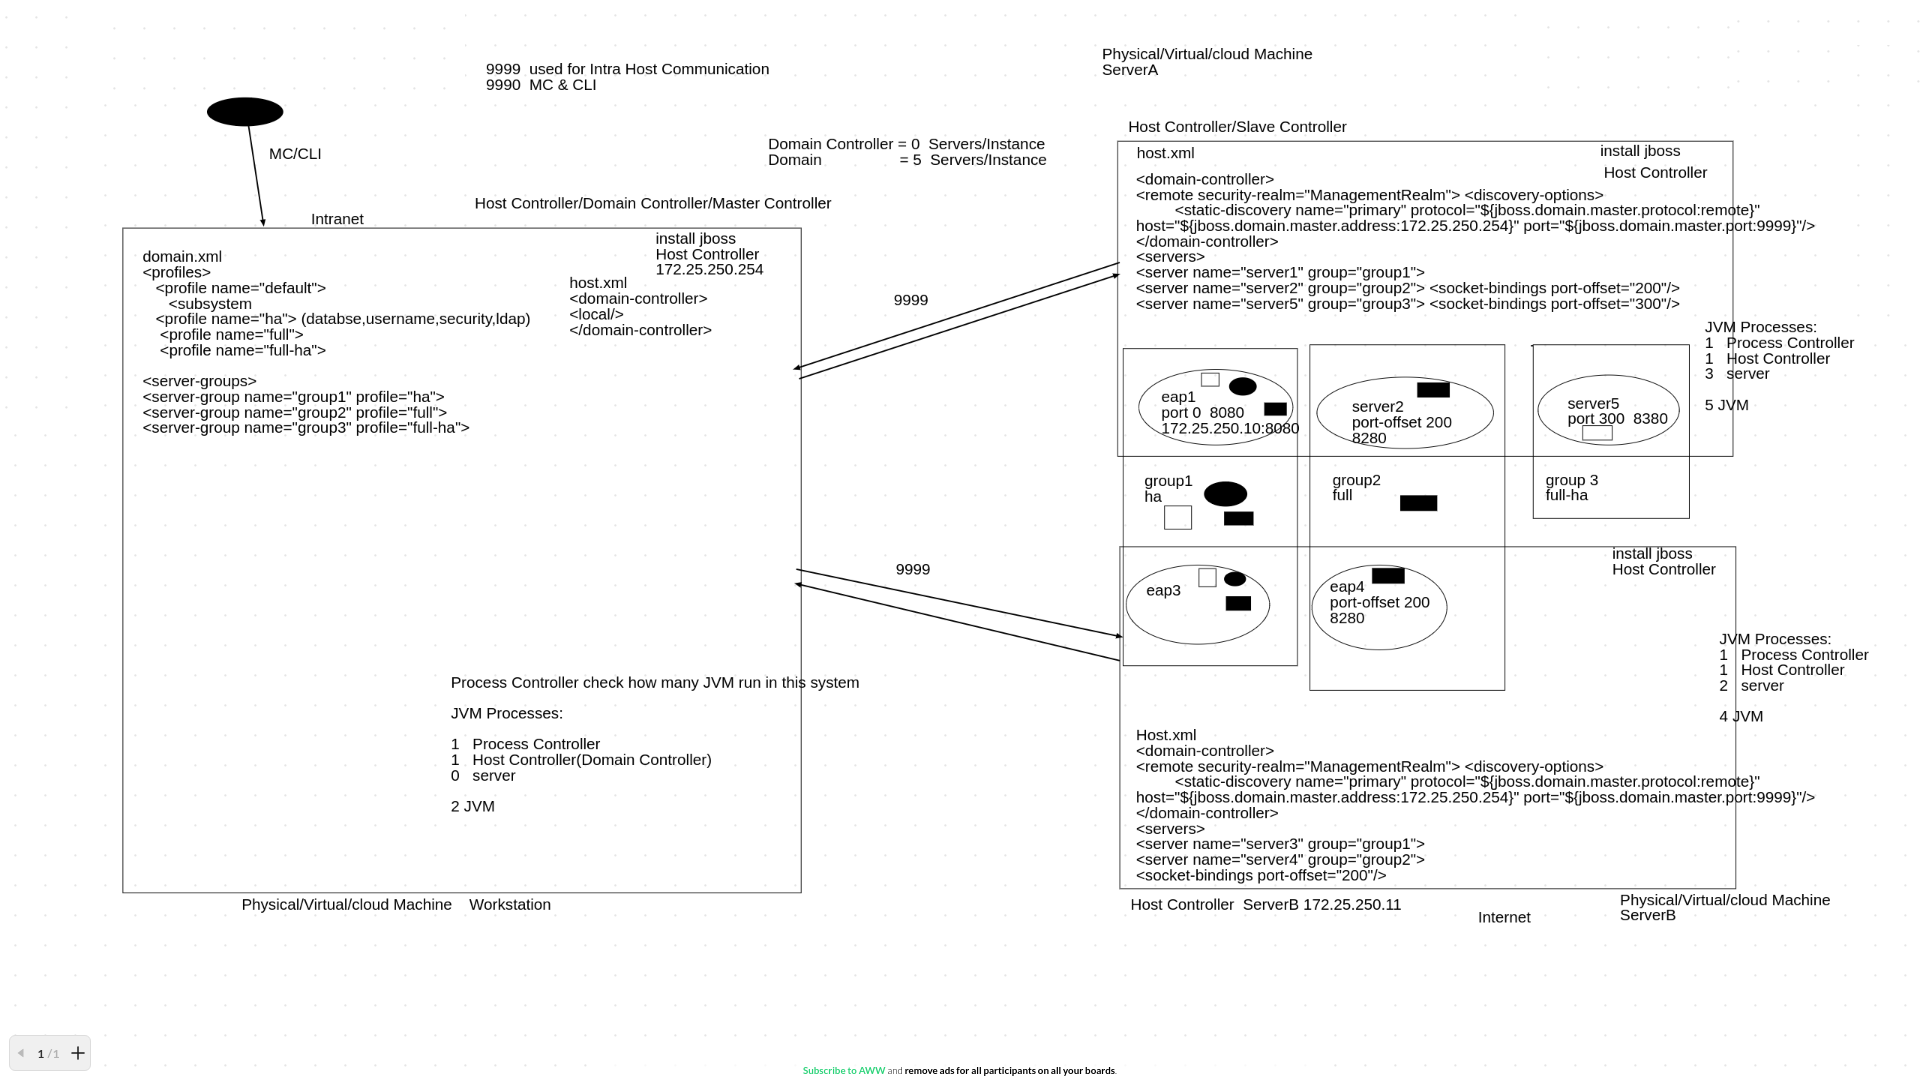 9999  used for Intra Host Communication
9990  MC & CLI
MC/CLI
Domain Controller = 0  Servers/Instance
Domain = 5  Servers/Instance
Host Controller/Domain Controller/Master Controller
Intranet
install jboss
Host Controller
172.25.250.254
domain.xml
<profiles>
<profile name="default">
<subsystem
<profile name="ha"> (databse,username,security,ldap)
<profile name="full">
<profile name="full-ha">
<server-groups>
<server-group name="group1" profile="ha">
<server-group name="group2" profile="full">
<server-group name="group3" profile="full-ha">
host.xml
<domain-controller>
<local/>
</domain-controller>
Process Controller check how many JVM run in this system
JVM Processes:
1   Process Controller
1   Host Controller(Domain Controller)
0   server
2 JVM
Physical/Virtual/cloud Machine    Workstation
9999
9999
Physical/Virtual/cloud Machine
ServerA
Host Controller/Slave Controller
host.xml
install jboss
Host Controller
<domain-controller>
<remote security-realm="ManagementRealm"> <discovery-options>
<static-discovery name="primary" protocol="${jboss.domain.master.protocol:remote}"
host="${jboss.domain.master.address:172.25.250.254}" port="${jboss.domain.master.port:9999}"/>
</domain-controller>
<servers>
<server name="server1" group="group1">
<server name="server2" group="group2"> <socket-bindings port-offset="200"/>
<server name="server5" group="group3"> <socket-bindings port-offset="300"/>
JVM Processes:
1   Process Controller
1   Host Controller
3   server
5 JVM
eap1
port 0  8080
172.25.250.10:8080
server2
port-offset 200
8280
server5
port 300  8380
group1
ha
group2
full
group 3
full-ha
install jboss
Host Controller
eap3
eap4
port-offset 200
8280
JVM Processes:
1   Process Controller
1   Host Controller
2   server
4 JVM
Host.xml
<domain-controller>
<remote security-realm="ManagementRealm"> <discovery-options>
<static-discovery name="primary" protocol="${jboss.domain.master.protocol:remote}"
host="${jboss.domain.master.address:172.25.250.254}" port="${jboss.domain.master.port:9999}"/>
</domain-controller>
<servers>
<server name="server3" group="group1">
<server name="server4" group="group2">
<socket-bindings port-offset="200"/>
Host Controller  ServerB 172.25.250.11
Internet
Physical/Virtual/cloud Machine
ServerB
1 /1
Subscribe to AWW and remove ads for all participants on all your boards.